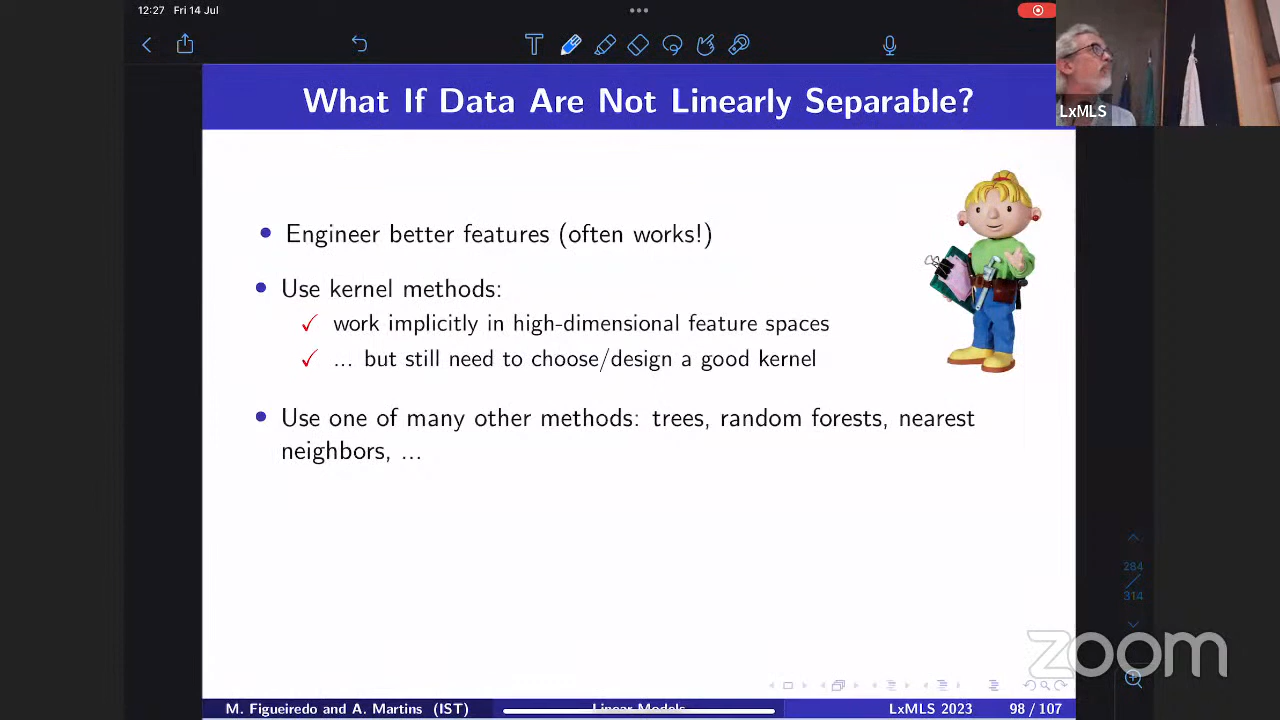 12:27 Fri 14 Jul
What If Data Are Not Linearly Separable?
LxMLS
Engineer better features (often works!)
Use kernel methods:
✓ work implicitly in high-dimensional feature spaces
✓ ... but still need to choose/design a good kernel
Use one of many other methods: trees, random forests, nearest
neighbors, ...
284
/
314
zoom
M. Figueiredo and A. Martins (IST) Linear Models LxMLS 2023 98 / 107